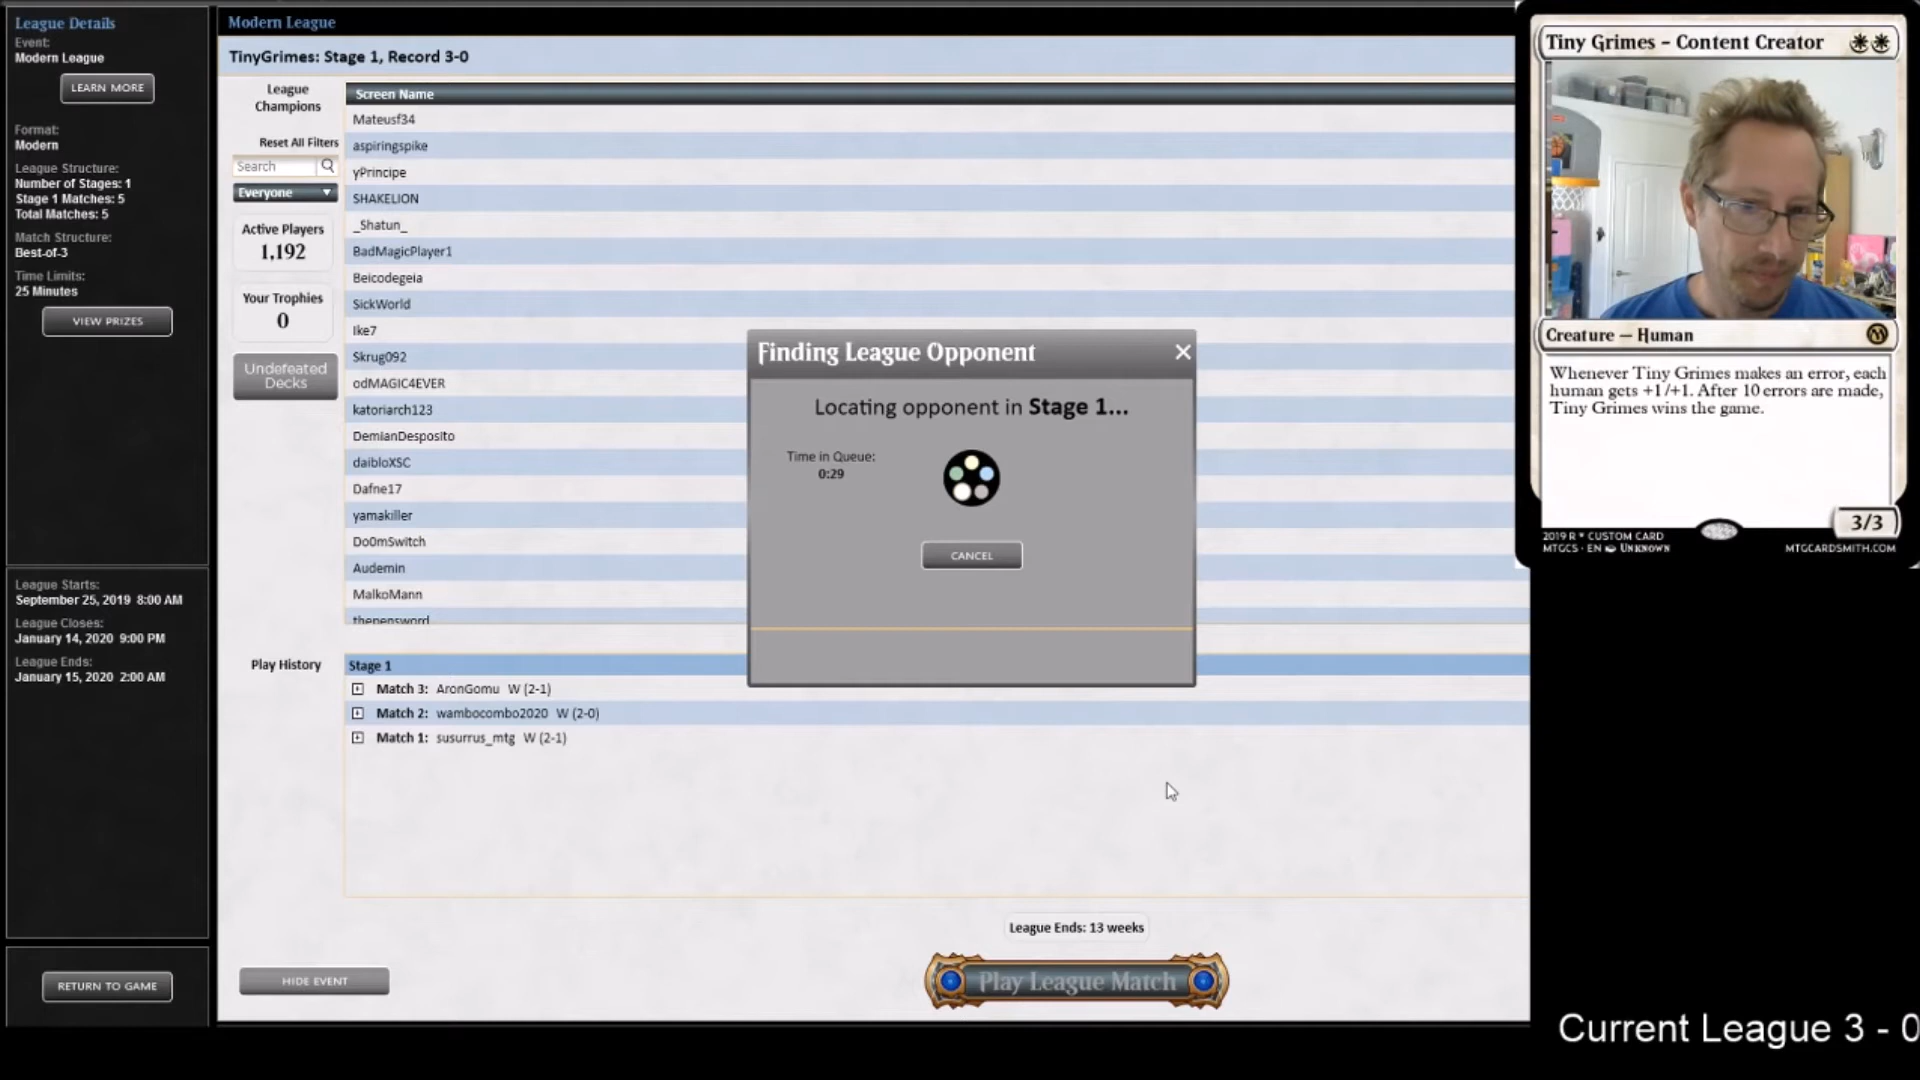 League Details
Event:
Modern League
LEARN MORE
Format:
Modern
League Structure:
Number of Stages: 1
Stage 1 Matches: 5
Total Matches: 5
Match Structure:
Best-of-3
Time Limits:
25 Minutes
VIEW PRIZES
League Starts:
September 25, 2019 8:00 AM
League Closes:
January 14, 2020 9:00 PM
League Ends:
January 15, 2020 2:00 AM
RETURN TO GAME
Modern League
TinyGrimes: Stage 1, Record 3-0
League
Champions
Reset All Filters
Search
Everyone
Active Players
1,192
Your Trophies
0
Undefeated
Decks
Screen Name
Mateusf34
aspiringspike
yPrincipe
SHAKELION
_Shatun_
BadMagicPlayer1
Beicodegeia
SickWorld
Ike7
Skrug092
odMAGIC4EVER
katoriarch123
DemianDesposito
daibloXSC
Dafne17
yamakiller
Do0mSwitch
Audemin
MalkoMann
thepensword
Finding League Opponent
Locating opponent in Stage 1...
Time in Queue:
0:29
CANCEL
Play History
Stage 1
Match 3: AronGomu W (2-1)
Match 2: wambocombo2020 W (2-0)
Match 1: susurrus_mtg W (2-1)
League Ends: 13 weeks
HIDE EVENT
Play League Match
Tiny Grimes – Content Creator
Creature — Human
Whenever Tiny Grimes makes an error, each
human gets +1/+1. After 10 errors are made,
Tiny Grimes wins the game.
3/3
2019 R * CUSTOM CARD
MTGCS · EN UNKNOWN
MTGCARDSMITH.COM
Current League 3 - 0